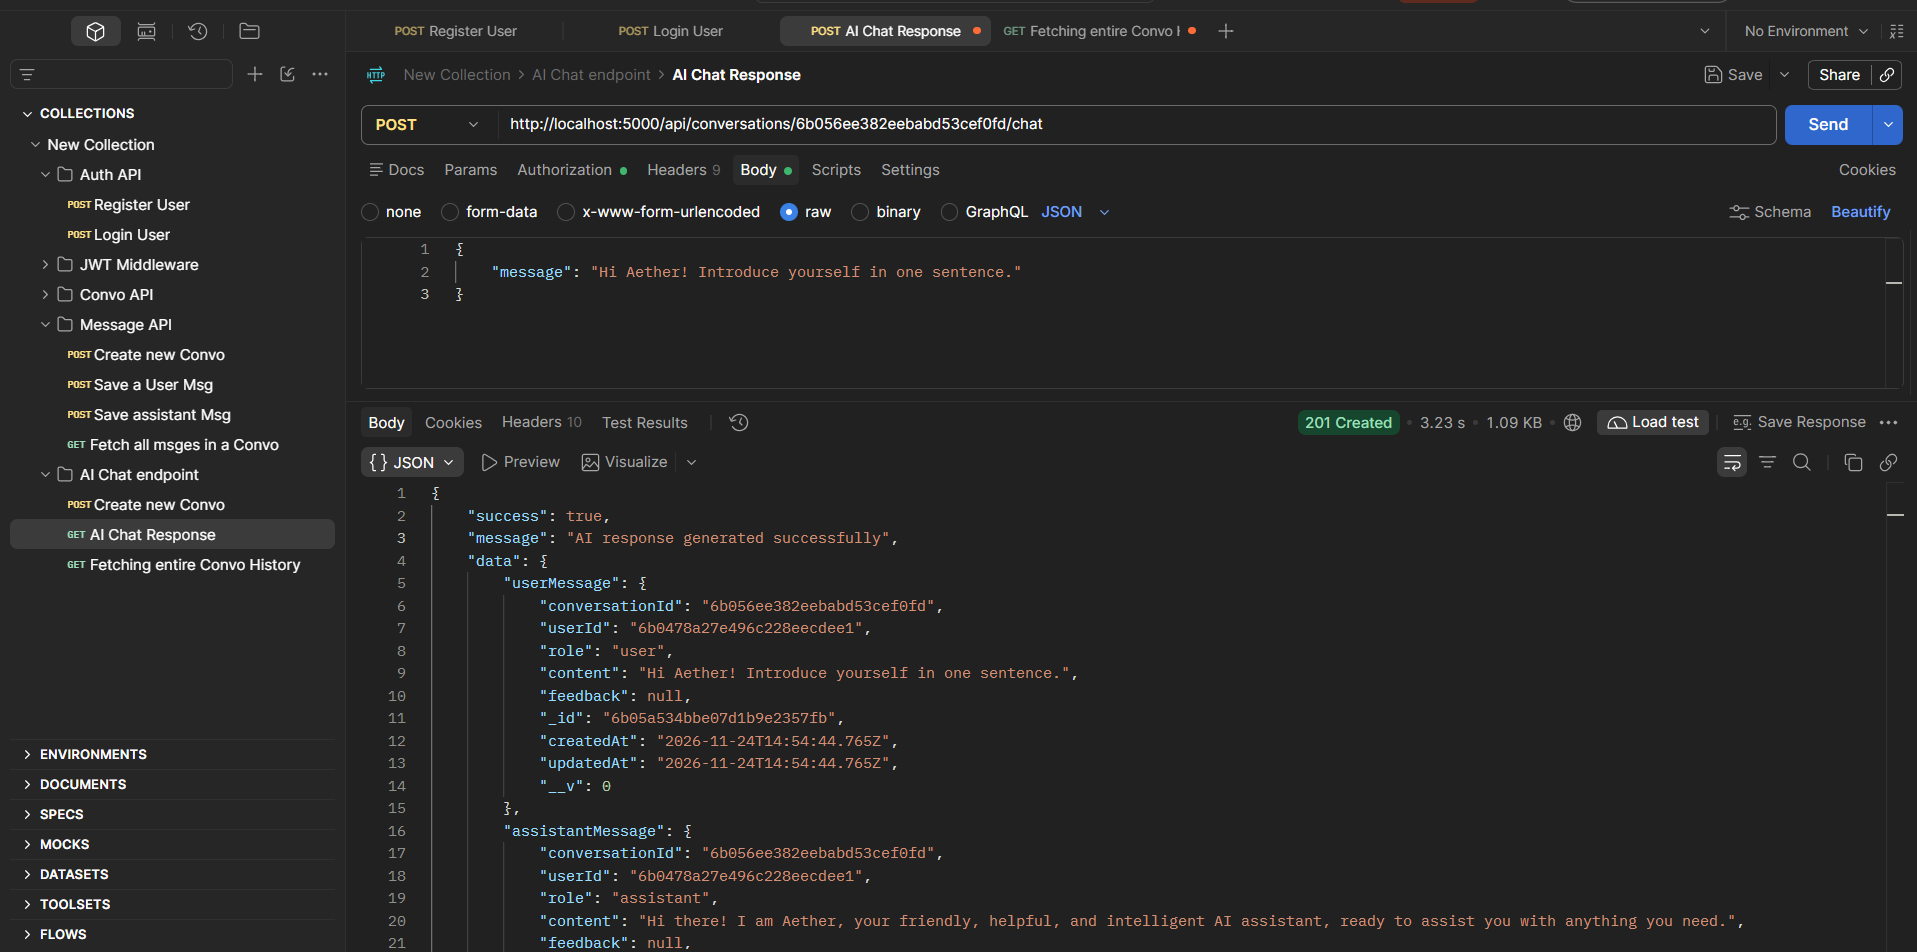 POST Register User
POST Login User
POST AI Chat Response
GET Fetching entire Convo H
No Environment
New Collection > AI Chat endpoint > AI Chat Response
Save
Share
COLLECTIONS
New Collection
Auth API
POST Register User
POST Login User
JWT Middleware
Convo API
Message API
POST Create new Convo
POST Save a User Msg
POST Save assistant Msg
GET Fetch all msges in a Convo
AI Chat endpoint
POST Create new Convo
GET AI Chat Response
GET Fetching entire Convo History
ENVIRONMENTS
DOCUMENTS
SPECS
MOCKS
DATASETS
TOOLSETS
FLOWS
HTTP
POST
http://localhost:5000/api/conversations/6b056ee382eebabd53cef0fd/chat
Send
Docs Params Authorization Headers 9 Body Scripts Settings
Cookies
none form-data x-www-form-urlencoded raw binary GraphQL JSON
Schema Beautify
1 {
2 "message": "Hi Aether! Introduce yourself in one sentence."
3 }
Body Cookies Headers 10 Test Results
201 Created • 3.23 s • 1.09 KB
Load test
e.g. Save Response
{} JSON Preview Visualize
1 {
2 "success": true,
3 "message": "AI response generated successfully",
4 "data": {
5 "userMessage": {
6 "conversationId": "6b056ee382eebabd53cef0fd",
7 "userId": "6b0478a27e496c228eecdee1",
8 "role": "user",
9 "content": "Hi Aether! Introduce yourself in one sentence.",
10 "feedback": null,
11 "_id": "6b05a534bbe07d1b9e2357fb",
12 "createdAt": "2026-11-24T14:54:44.765Z",
13 "updatedAt": "2026-11-24T14:54:44.765Z",
14 "__v": 0
15 },
16 "assistantMessage": {
17 "conversationId": "6b056ee382eebabd53cef0fd",
18 "userId": "6b0478a27e496c228eecdee1",
19 "role": "assistant",
20 "content": "Hi there! I am Aether, your friendly, helpful, and intelligent AI assistant, ready to assist you with anything you need.",
21 "feedback": null,